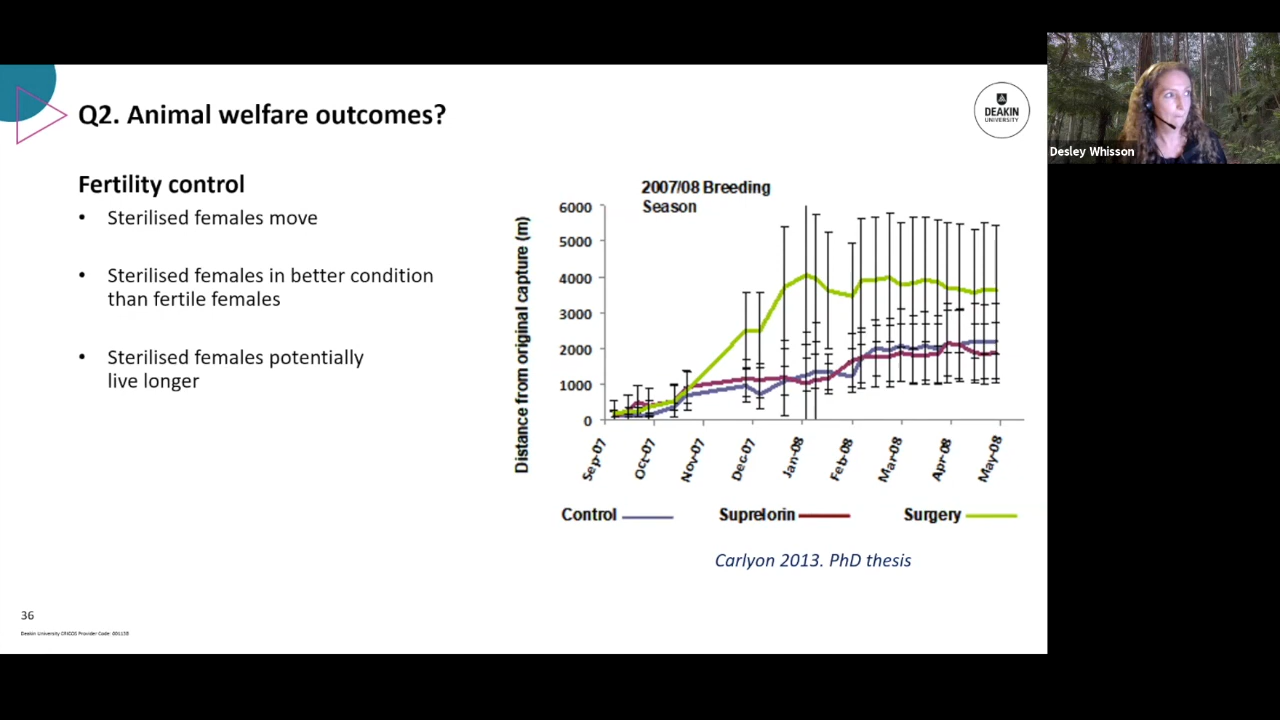 Q2. Animal welfare outcomes?
DEAKIN
UNIVERSITY
Desley Whisson
Fertility control
• Sterilised females move
• Sterilised females in better condition
than fertile females
• Sterilised females potentially
live longer
2007/08 Breeding
Season
Distance from original capture (m)
6000
5000
4000
3000
2000
1000
0
Sep-07
Oct-07
Nov-07
Dec-07
Jan-08
Feb-08
Mar-08
Apr-08
May-08
Control
Suprelorin
Surgery
Carlyon 2013. PhD thesis
36
Deakin University CRICOS Provider Code: 00113B